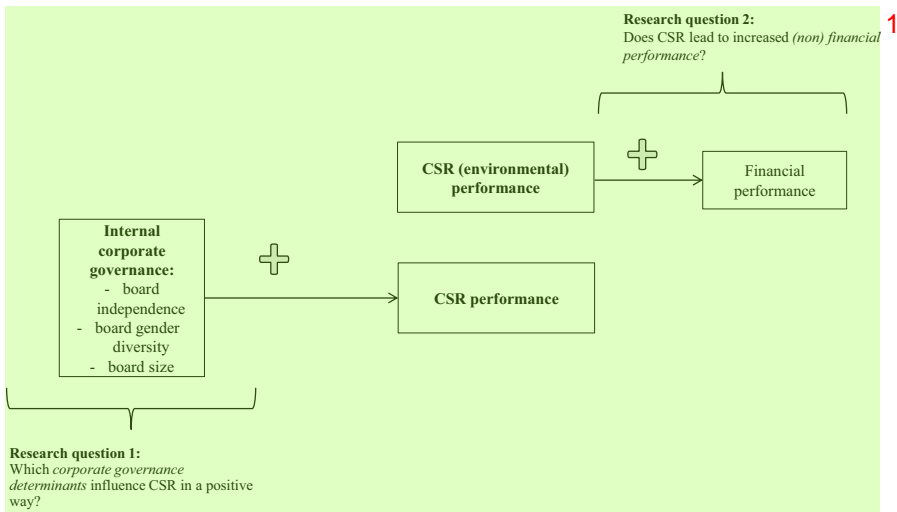 Research question 2:
Does CSR lead to increased (non) financial
performance?
1
CSR (environmental)
performance
Financial
performance
Internal
corporate
governance:
- board
independence
- board gender
diversity
- board size
CSR performance
Research question 1:
Which corporate governance
determinants influence CSR in a positive
way?